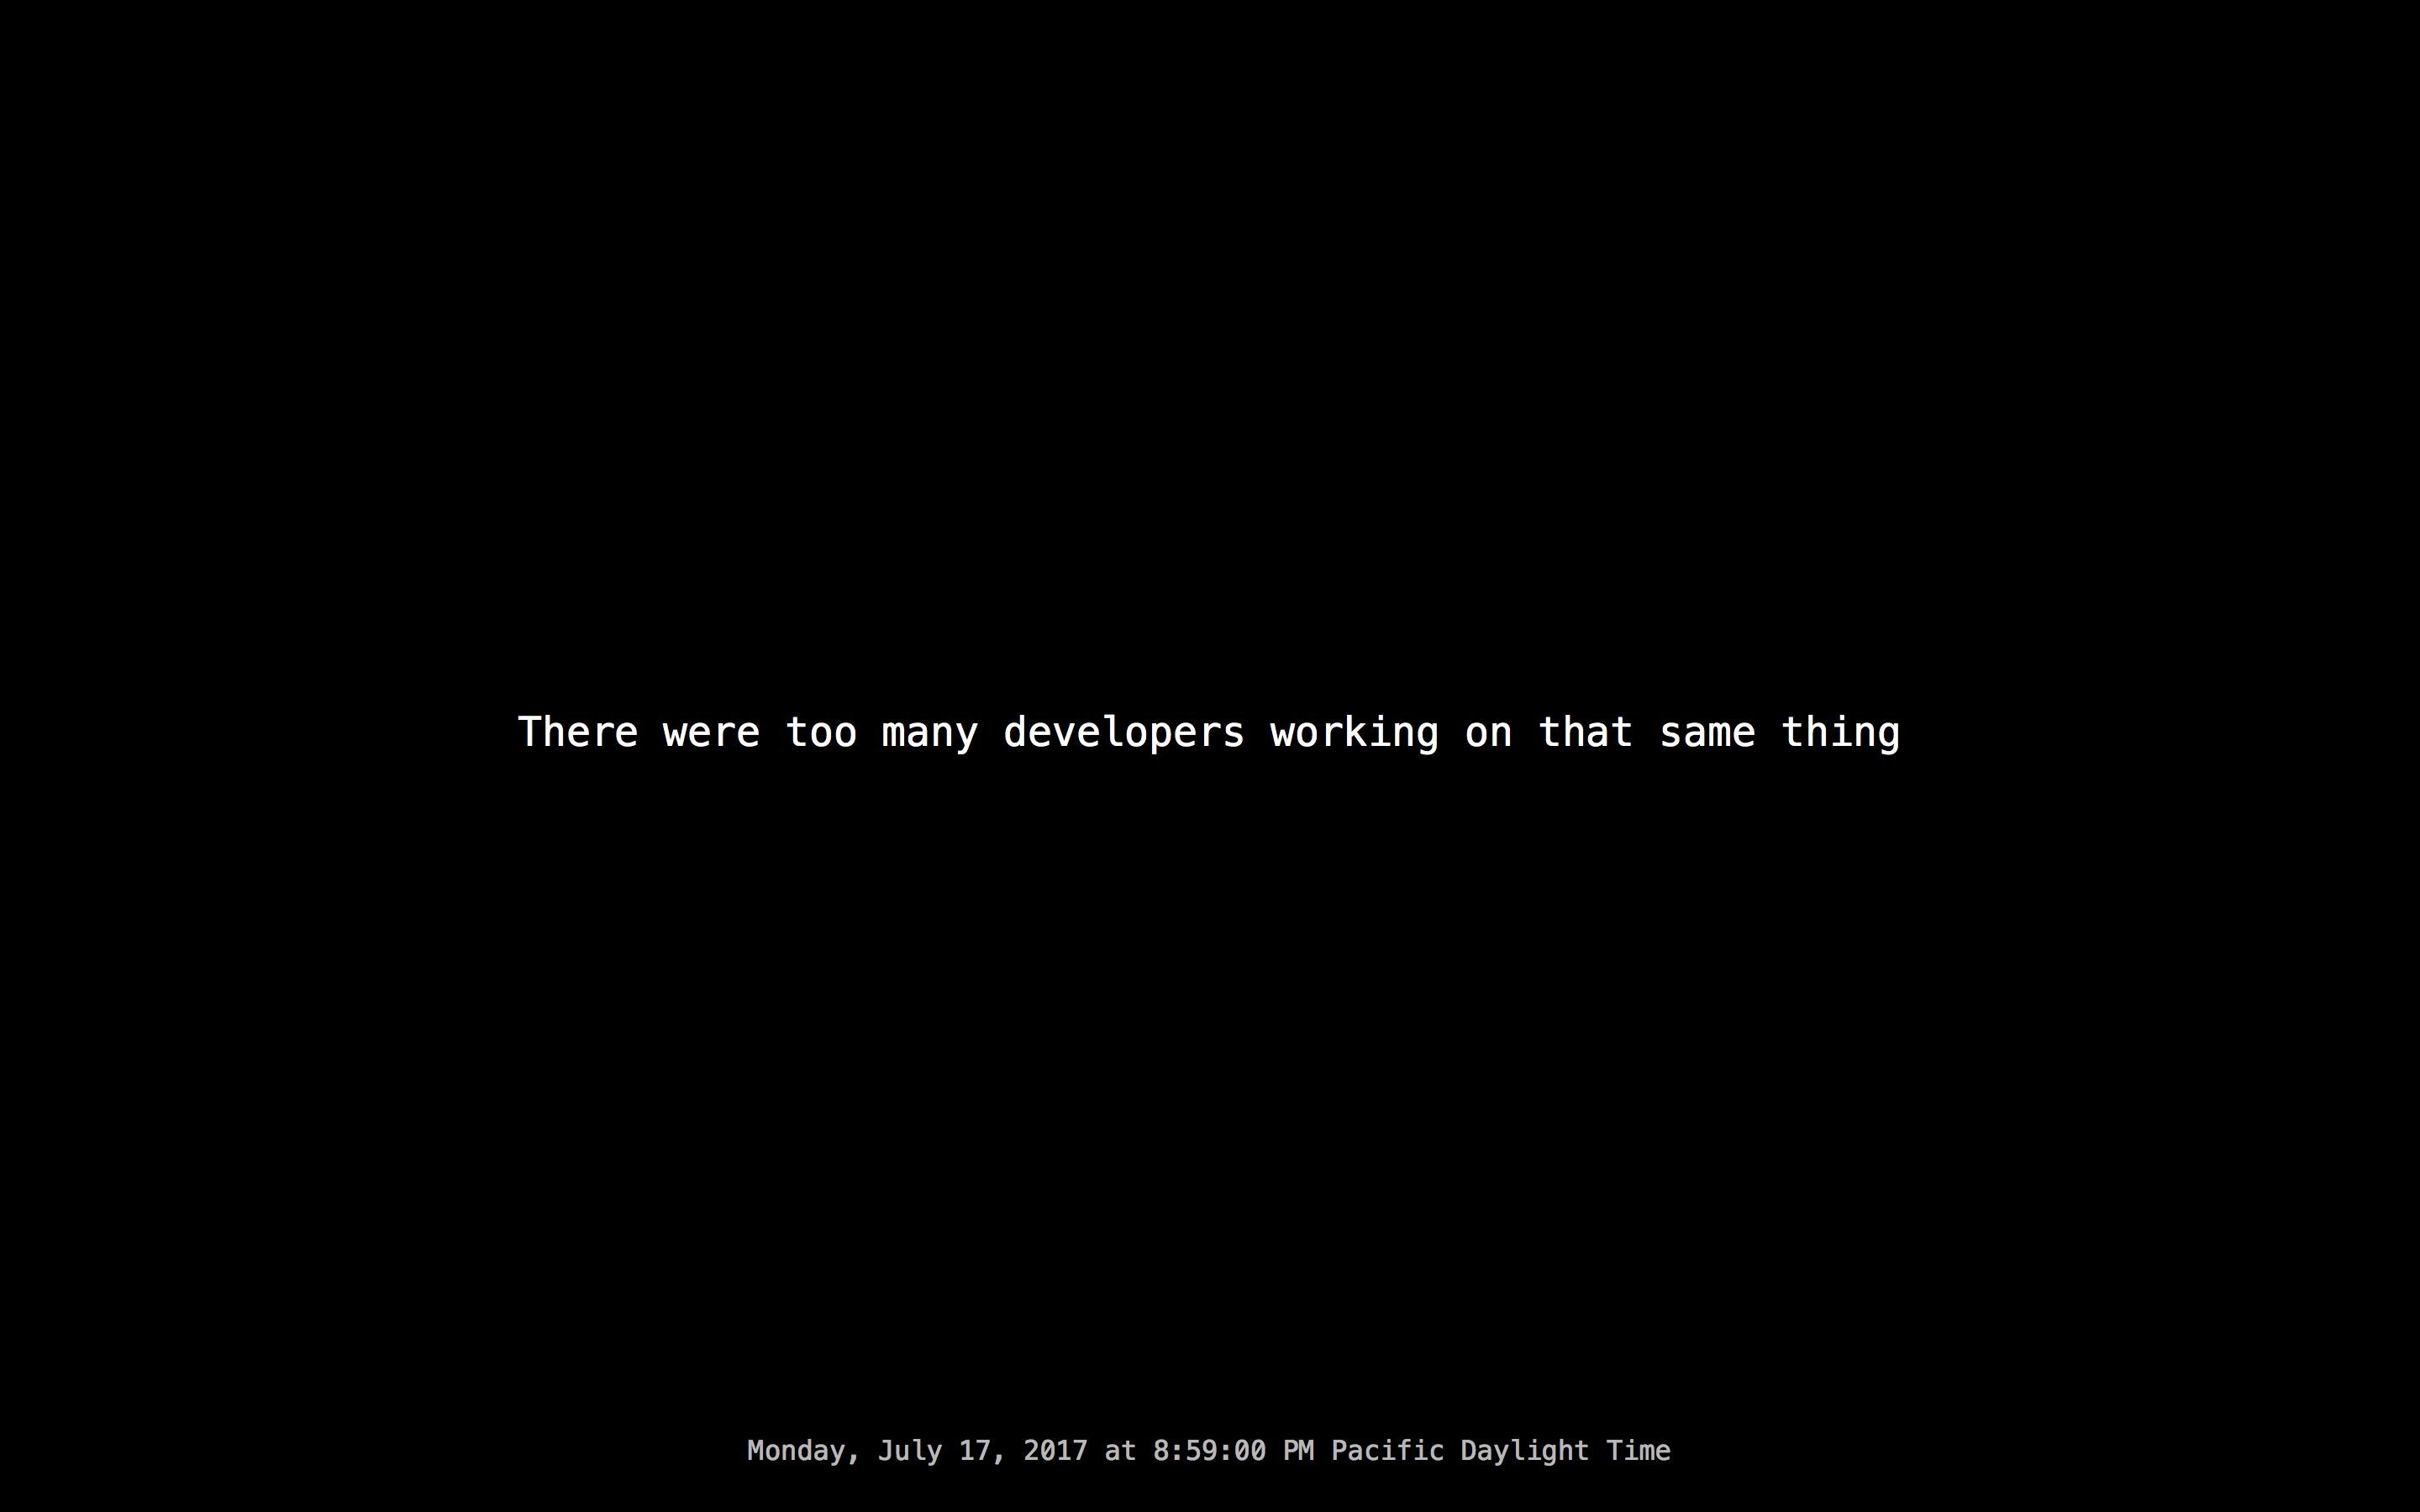 There were too many developers working on that same thing
Monday, July 17, 2017 at 8:59:00 PM Pacific Daylight Time